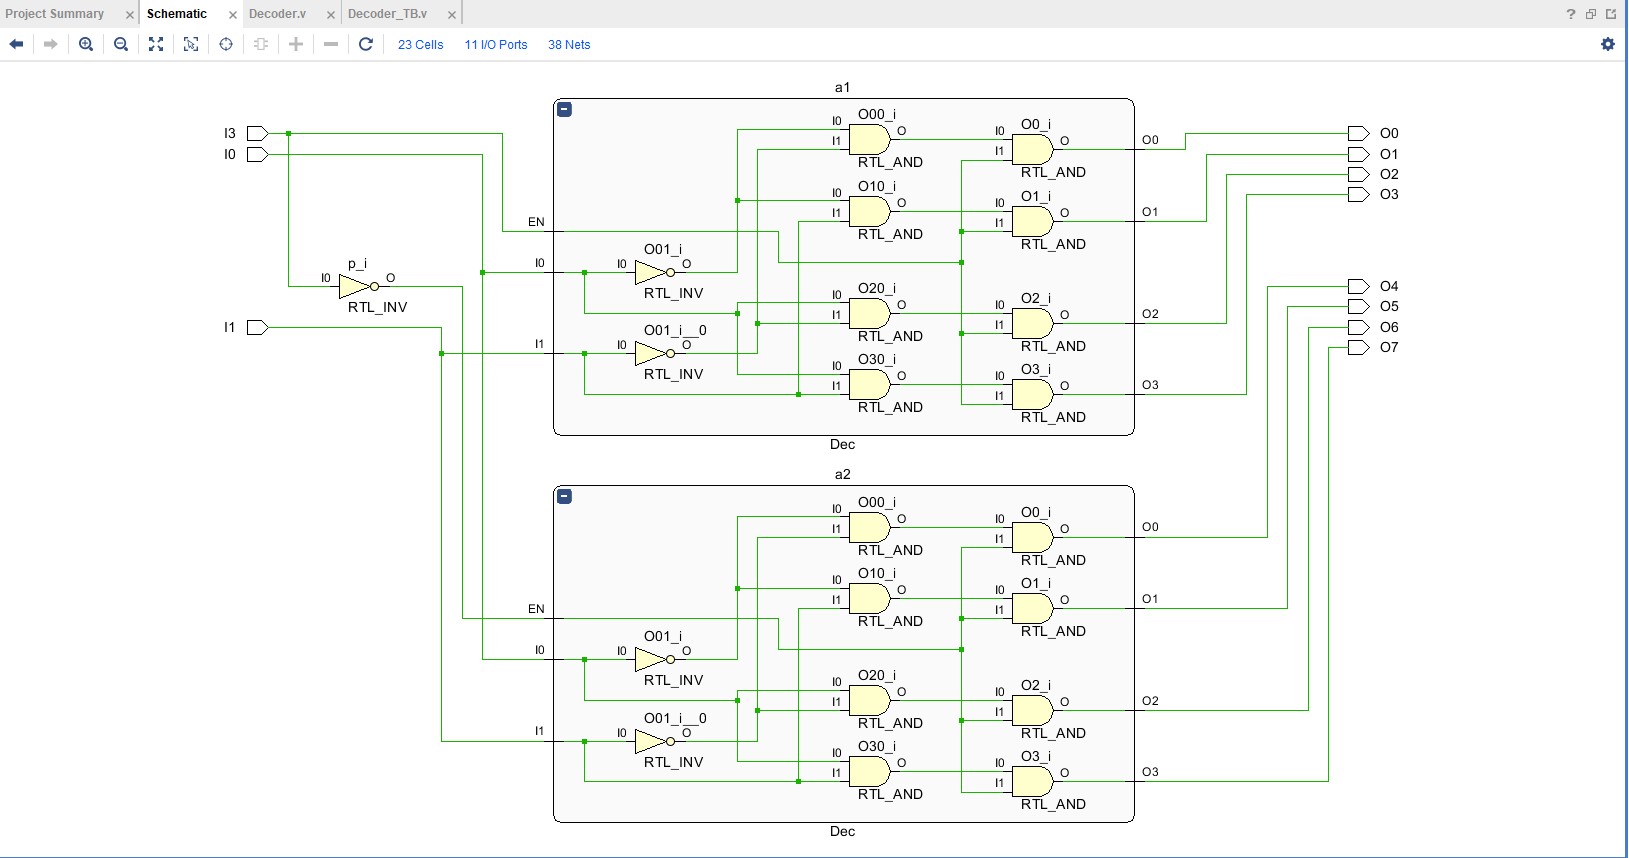 Project Summary × Schematic × Decoder.v × Decoder_TB.v × ?
23 Cells 11 I/O Ports 38 Nets
a1
I3
I0
p_i
I0 O
RTL_INV
I1
EN
I0
I1
O01_i
I0 O
RTL_INV
O01_i__0
I0 O
RTL_INV
O00_i
I0 O
I1
RTL_AND
O10_i
I0 O
I1
RTL_AND
O20_i
I0 O
I1
RTL_AND
O30_i
I0 O
I1
RTL_AND
O0_i
I0 O
I1
RTL_AND
O1_i
I0 O
I1
RTL_AND
O2_i
I0 O
I1
RTL_AND
O3_i
I0 O
I1
RTL_AND
O0
O1
O2
O3
Dec
a2
EN
I0
I1
O01_i
I0 O
RTL_INV
O01_i__0
I0 O
RTL_INV
O00_i
I0 O
I1
RTL_AND
O10_i
I0 O
I1
RTL_AND
O20_i
I0 O
I1
RTL_AND
O30_i
I0 O
I1
RTL_AND
O0_i
I0 O
I1
RTL_AND
O1_i
I0 O
I1
RTL_AND
O2_i
I0 O
I1
RTL_AND
O3_i
I0 O
I1
RTL_AND
O0
O1
O2
O3
Dec
O0
O1
O2
O3
O4
O5
O6
O7